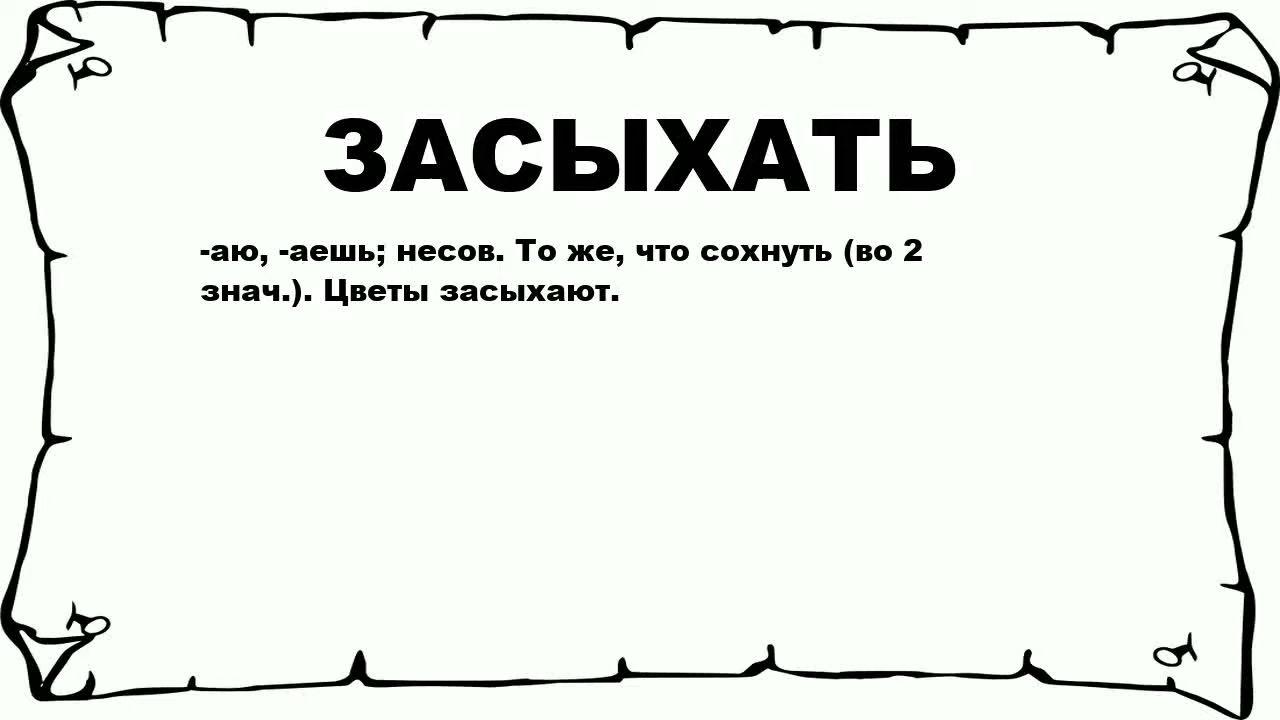 ЗАСЫХАТЬ
-аю, -аешь; несов. То же, что сохнуть (во 2
знач.). Цветы засыхают.